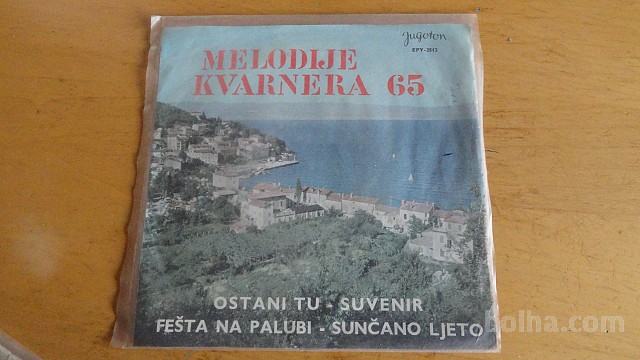 Jugoton
EPY-3513
MELODIJE
KVARNERA 65
OSTANI TU - SUVENIR
FEŠTA NA PALUBI - SUNČANO LJETO
bolha.com